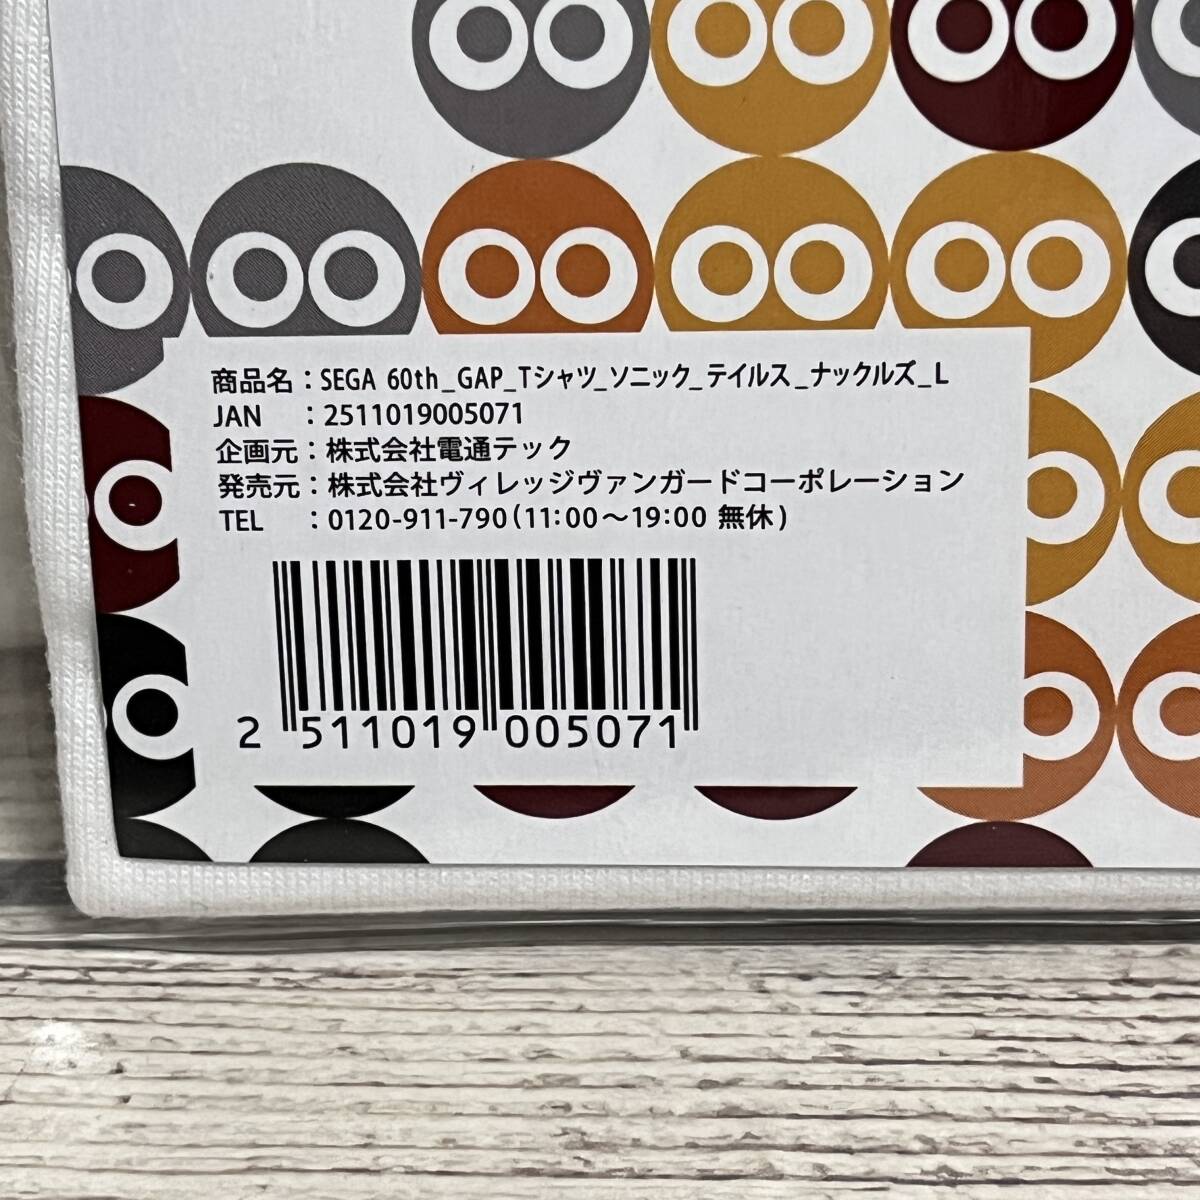 商品名：SEGA 60th_GAP_Tシャツ_ソニック_テイルス_ナックルズ_L
JAN ：2511019005071
企画元：株式会社電通テック
発売元：株式会社ヴィレッジヴァンガードコーポレーション
TEL ：0120-911-790(11:00～19:00 無休)
2 511019 005071